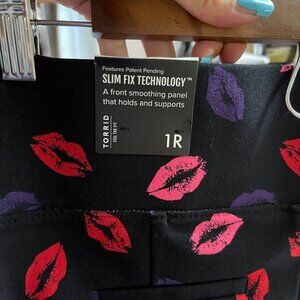 Features Patent Pending
SLIM FIX TECHNOLOGY™
A front smoothing panel
that holds and supports
TORRID
FEEL THE FIT
1R